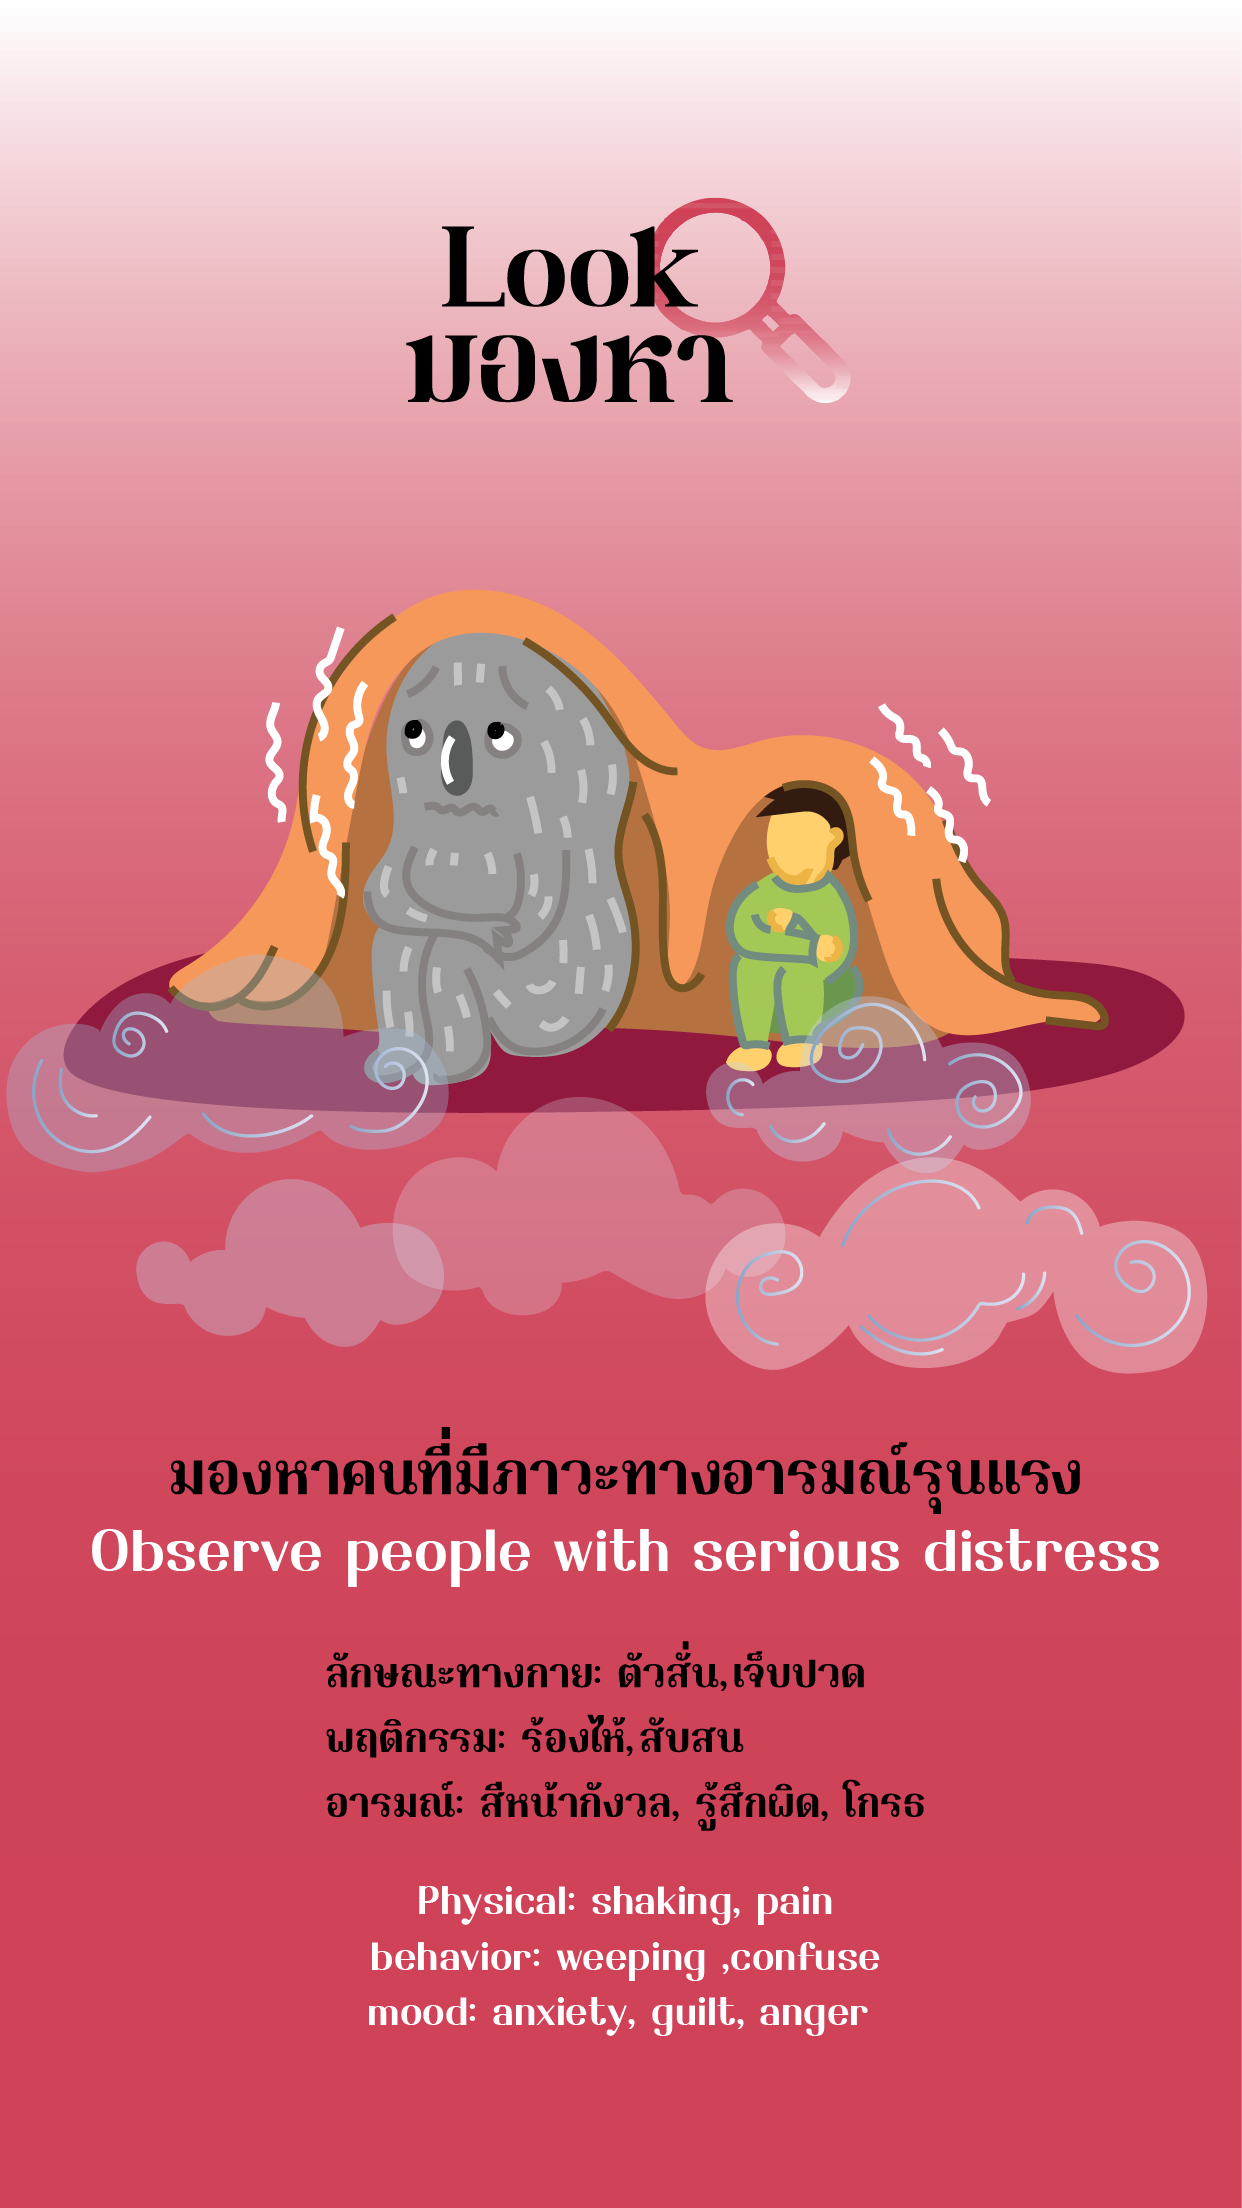 Look
มองหา
มองหาคนที่มีภาวะทางอารมณ์รุนแรง
Observe people with serious distress
ลักษณะทางกาย: ตัวสั่น,เจ็บปวด
พฤติกรรม: ร้องไห้,สับสน
อารมณ์: สีหน้ากังวล, รู้สึกผิด, โกรธ
Physical: shaking, pain
behavior: weeping ,confuse
mood: anxiety, guilt, anger